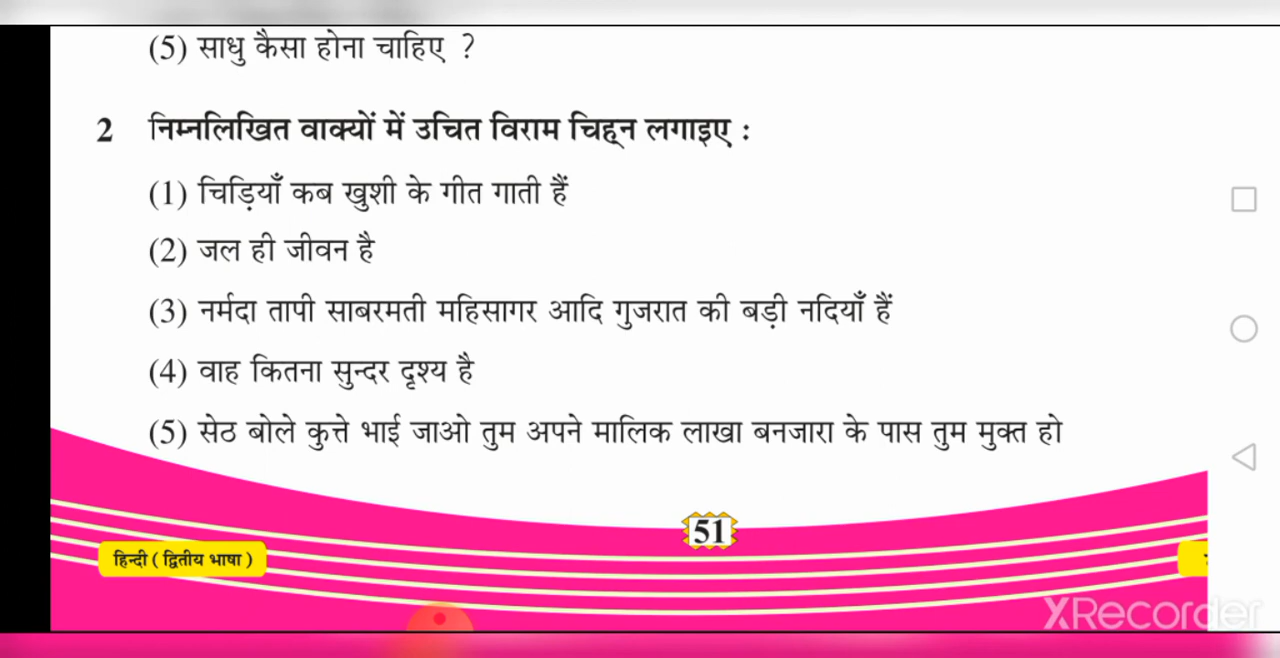 (5) साधु कैसा होना चाहिए ?
2 निम्नलिखित वाक्यों में उचित विराम चिह्न लगाइए :
(1) चिड़ियाँ कब खुशी के गीत गाती हैं
(2) जल ही जीवन है
(3) नर्मदा तापी साबरमती महिसागर आदि गुजरात की बड़ी नदियाँ हैं
(4) वाह कितना सुन्दर दृश्य है
(5) सेठ बोले कुत्ते भाई जाओ तुम अपने मालिक लाखा बनजारा के पास तुम मुक्त हो
51
हिन्दी ( द्वितीय भाषा )
XRecorder